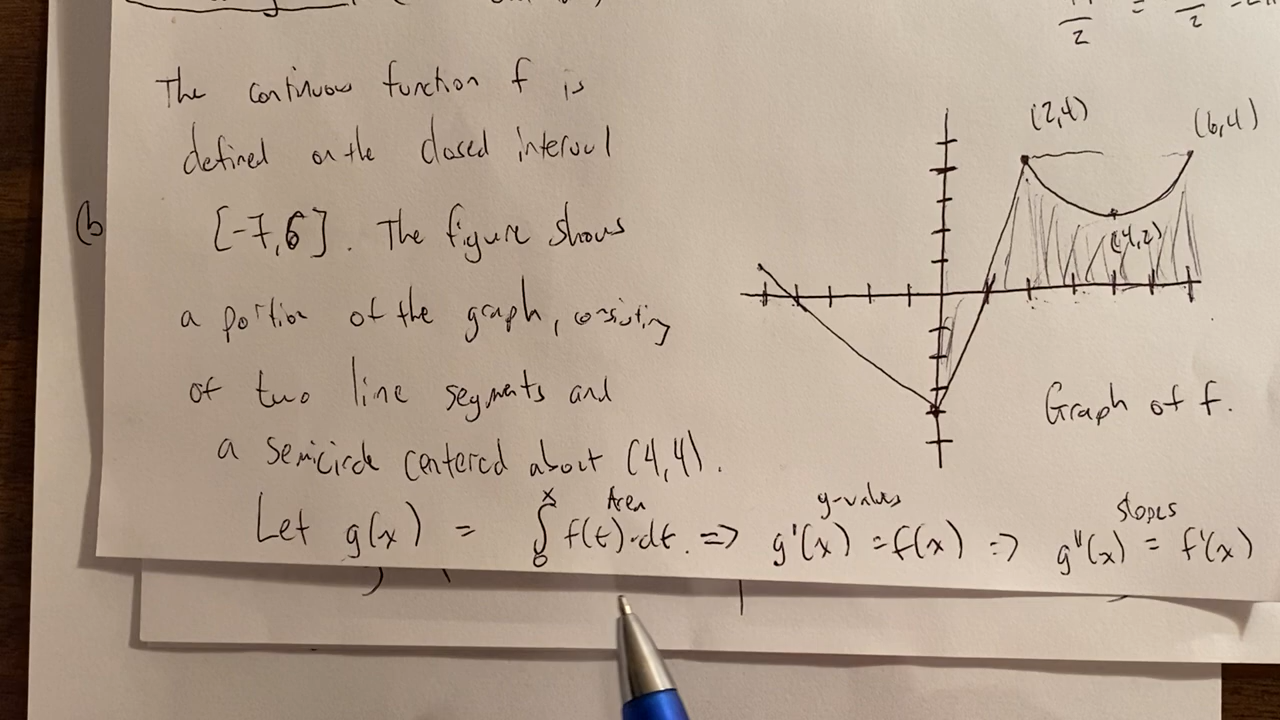 The continuous function f is
defined on the closed interval
(b
[-7,6]. The figure shows
a portion of the graph, consisting
of two line segments and
a semicircle centered about (4,4).
Let g(x) = ∫₀ˣ f(t)·dt. => g'(x) = f(x) => g''(x) = f'(x)
Area
y-values
slopes
(2,4)
(6,4)
(4,2)
Graph of f.